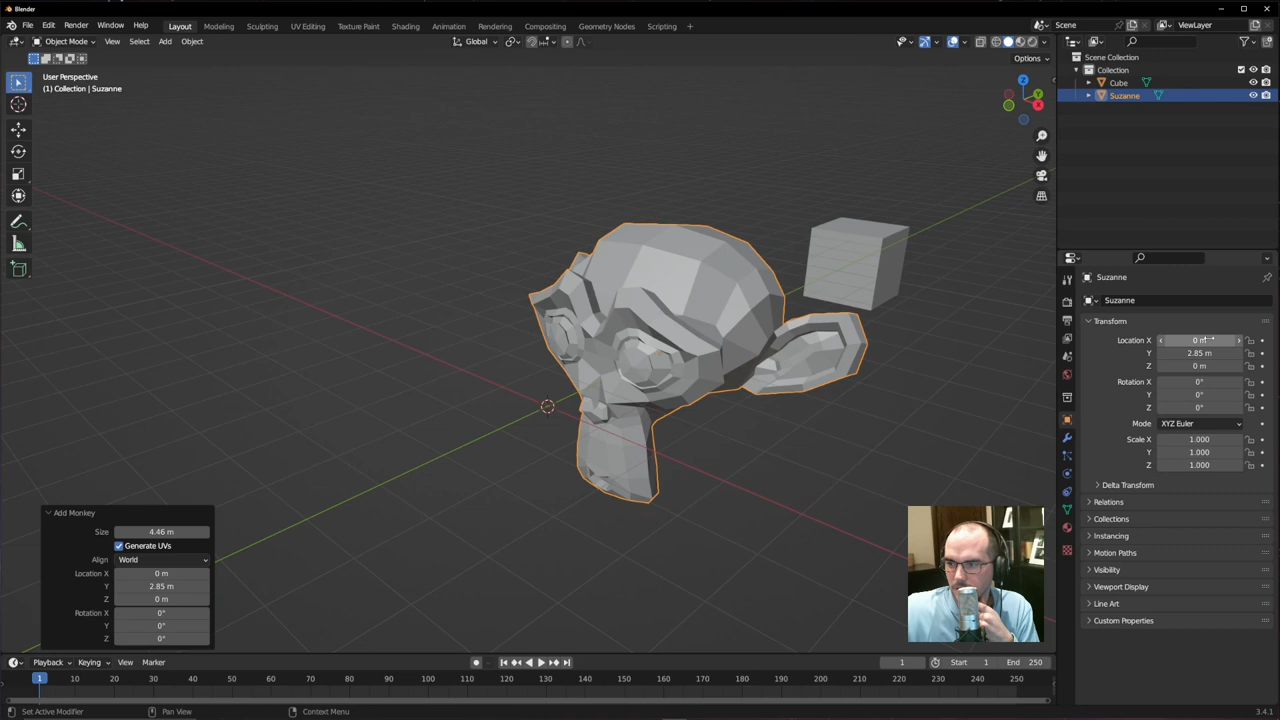 Blender
File Edit Render Window Help Layout Modeling Sculpting UV Editing Texture Paint Shading Animation Rendering Compositing Geometry Nodes Scripting + Scene ViewLayer
Object Mode View Select Add Object Global
Options
User Perspective
(1) Collection | Suzanne
Z
Y
X
Scene Collection
Collection
Cube
Suzanne
Suzanne
Suzanne
Transform
Location X 0 m
Y 2.85 m
Z 0 m
Rotation X 0°
Y 0°
Z 0°
Mode XYZ Euler
Scale X 1.000
Y 1.000
Z 1.000
Delta Transform
Relations
Collections
Instancing
Motion Paths
Visibility
Viewport Display
Line Art
Custom Properties
Add Monkey
Size 4.46 m
Generate UVs
Align World
Location X 0 m
Y 2.85 m
Z 0 m
Rotation X 0°
Y 0°
Z 0°
Playback Keying View Marker 1 Start 1 End 250
1 10 20 30 40 50 60 70 80 90 100 110 120 130 140 150 160 170 180 190 200 210 220 230 240 250
Set Active Modifier Pan View Context Menu 3.4.1